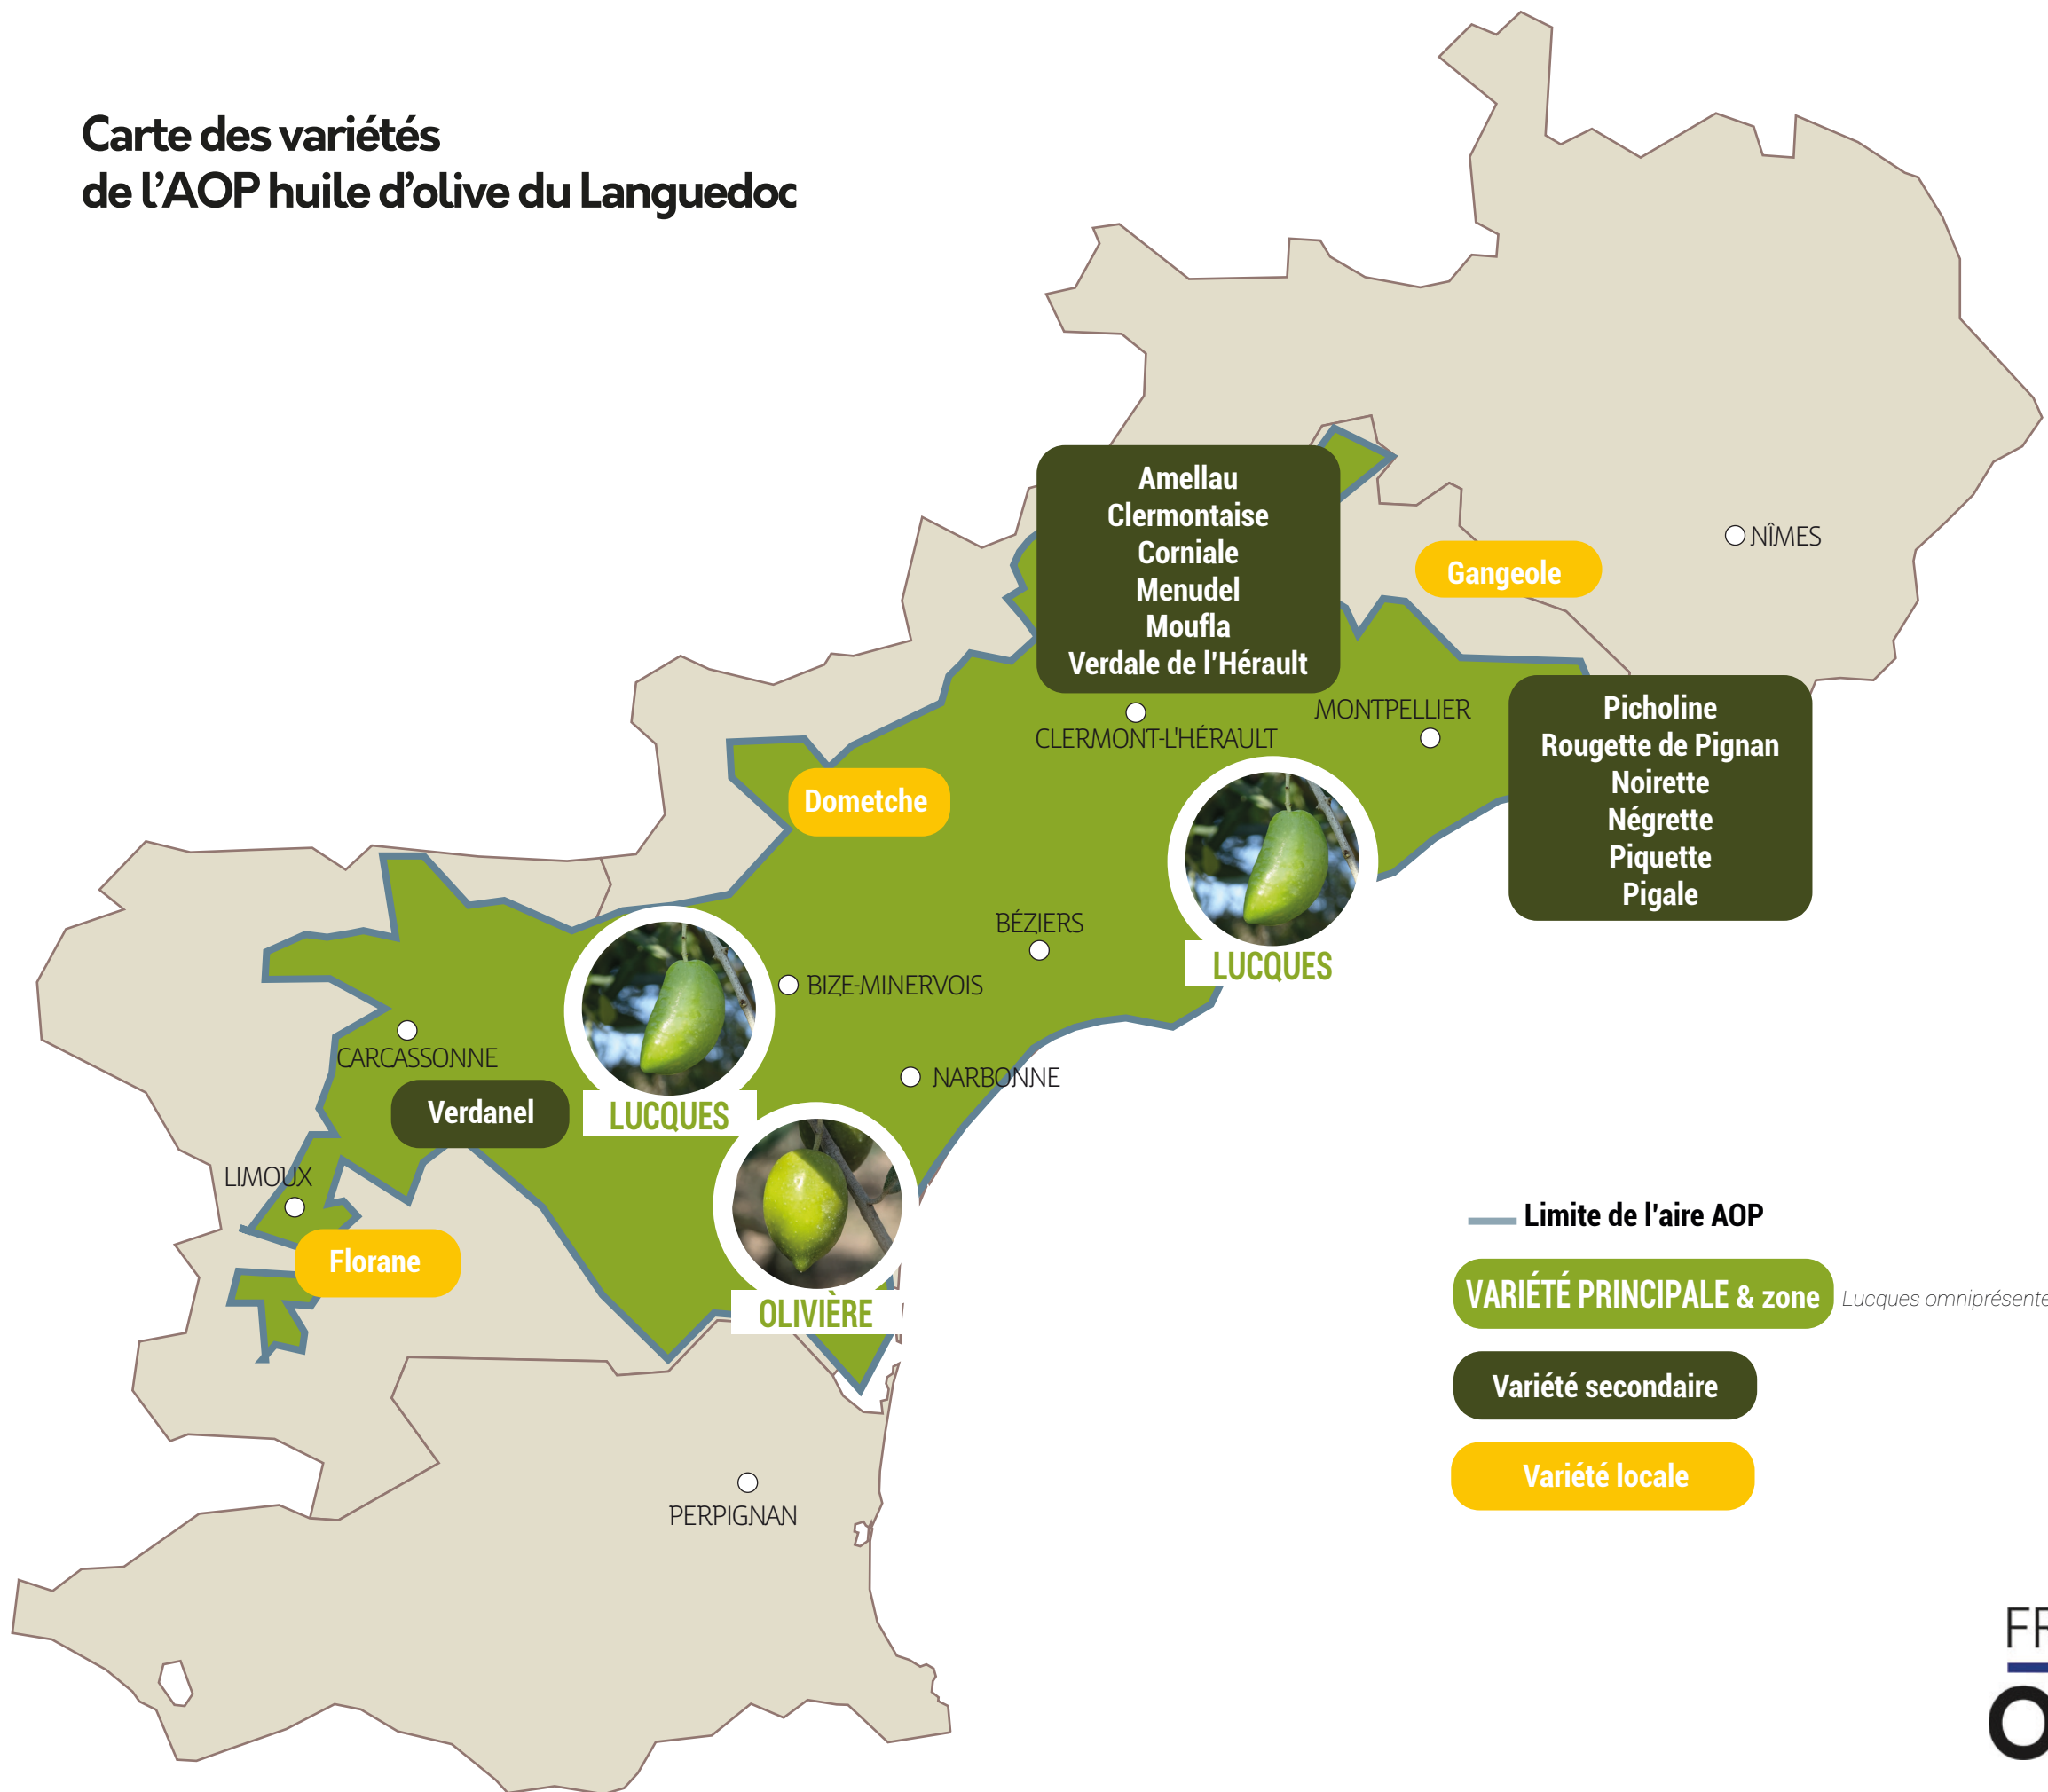 Carte des variétés
de l’AOP huile d’olive du Languedoc
Amellau
Clermontaise
Corniale
Menudel
Moufla
Verdale de l'Hérault
NÎMES
Gangeole
Picholine
Rougette de Pignan
Noirette
Négrette
Piquette
Pigale
MONTPELLIER
CLERMONT-L'HÉRAULT
Dometche
LUCQUES
BÉZIERS
BIZE-MINERVOIS
CARCASSONNE
NARBONNE
Verdanel
LUCQUES
LIMOUX
Florane
OLIVIÈRE
PERPIGNAN
Limite de l'aire AOP
VARIÉTÉ PRINCIPALE & zone
Lucques omniprésente
Variété secondaire
Variété locale